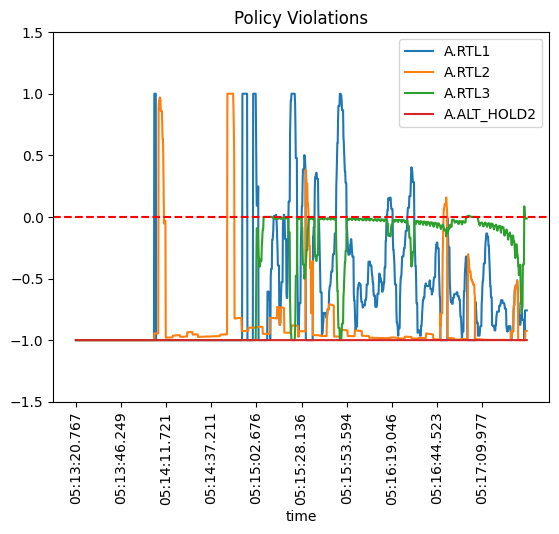 Policy Violations
A.RTL1
A.RTL2
A.RTL3
A.ALT_HOLD2
1.5
1.0
0.5
0.0
−0.5
−1.0
−1.5
05:13:20.767
05:13:46.249
05:14:11.721
05:14:37.211
05:15:02.676
05:15:28.136
05:15:53.594
05:16:19.046
05:16:44.523
05:17:09.977
time